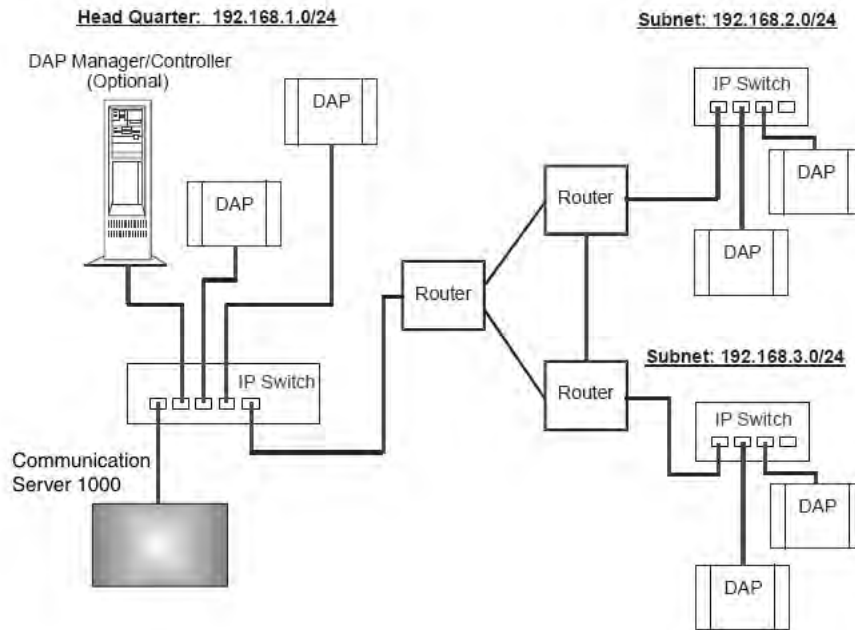 Head Quarter: 192.168.1.0/24
Subnet: 192.168.2.0/24
DAP Manager/Controller
(Optional)
DAP
DAP
IP Switch
DAP
DAP
Router
Router
Router
Subnet: 192.168.3.0/24
IP Switch
IP Switch
DAP
DAP
Communication
Server 1000